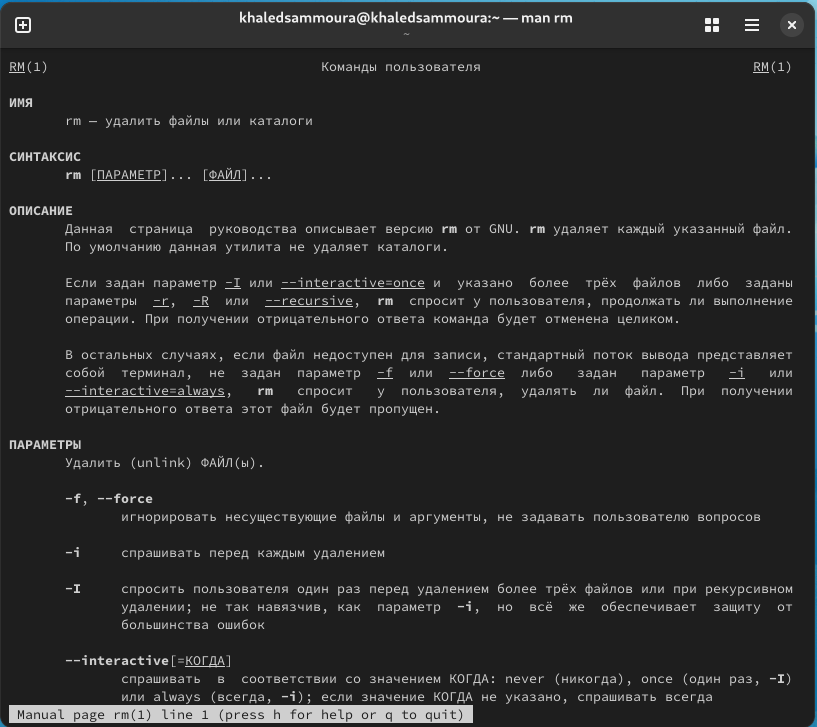 khaledsammoura@khaledsammoura:~ — man rm
~
RM(1) Команды пользователя RM(1)
ИМЯ
rm — удалить файлы или каталоги
СИНТАКСИС
rm [ПАРАМЕТР]... [ФАЙЛ]...
ОПИСАНИЕ
Данная страница руководства описывает версию rm от GNU. rm удаляет каждый указанный файл.
По умолчанию данная утилита не удаляет каталоги.
Если задан параметр -I или --interactive=once и указано более трёх файлов либо заданы
параметры -r, -R или --recursive, rm спросит у пользователя, продолжать ли выполнение
операции. При получении отрицательного ответа команда будет отменена целиком.
В остальных случаях, если файл недоступен для записи, стандартный поток вывода представляет
собой терминал, не задан параметр -f или --force либо задан параметр -i или
--interactive=always, rm спросит у пользователя, удалять ли файл. При получении
отрицательного ответа этот файл будет пропущен.
ПАРАМЕТРЫ
Удалить (unlink) ФАЙЛ(ы).
-f, --force
игнорировать несуществующие файлы и аргументы, не задавать пользователю вопросов
-i спрашивать перед каждым удалением
-I спросить пользователя один раз перед удалением более трёх файлов или при рекурсивном
удалении; не так навязчив, как параметр -i, но всё же обеспечивает защиту от
большинства ошибок
--interactive[=КОГДА]
спрашивать в соответствии со значением КОГДА: never (никогда), once (один раз, -I)
или always (всегда, -i); если значение КОГДА не указано, спрашивать всегда
Manual page rm(1) line 1 (press h for help or q to quit)